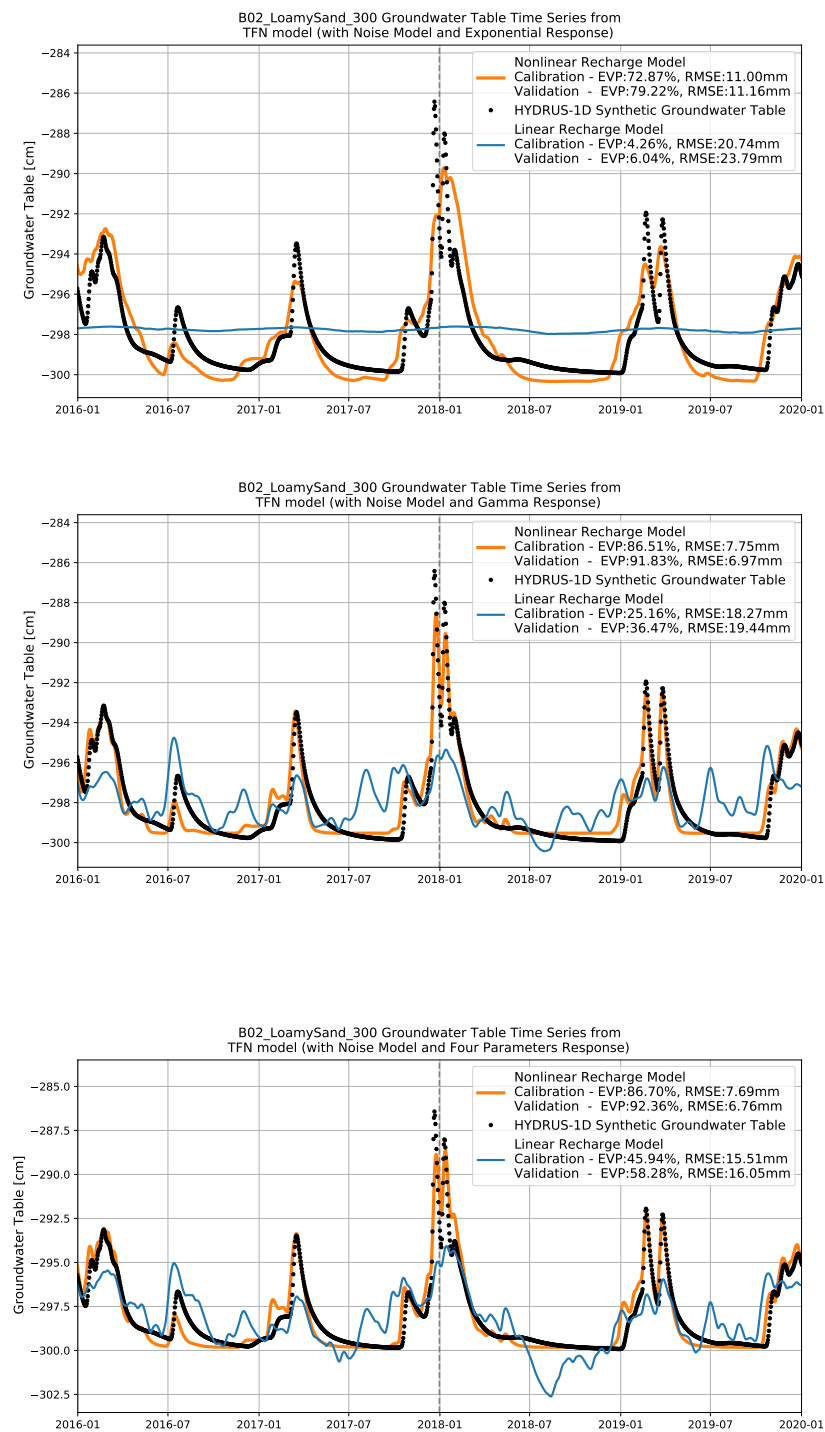 B02_LoamySand_300 Groundwater Table Time Series from
TFN model (with Noise Model and Exponential Response)
Nonlinear Recharge Model
Calibration - EVP:72.87%, RMSE:11.00mm
Validation  -  EVP:79.22%, RMSE:11.16mm
HYDRUS-1D Synthetic Groundwater Table
Linear Recharge Model
Calibration - EVP:4.26%, RMSE:20.74mm
Validation  -  EVP:6.04%, RMSE:23.79mm
Groundwater Table [cm]
−284
−286
−288
−290
−292
−294
−296
−298
−300
2016-01 2016-07 2017-01 2017-07 2018-01 2018-07 2019-01 2019-07 2020-01
B02_LoamySand_300 Groundwater Table Time Series from
TFN model (with Noise Model and Gamma Response)
Nonlinear Recharge Model
Calibration - EVP:86.51%, RMSE:7.75mm
Validation  -  EVP:91.83%, RMSE:6.97mm
HYDRUS-1D Synthetic Groundwater Table
Linear Recharge Model
Calibration - EVP:25.16%, RMSE:18.27mm
Validation  -  EVP:36.47%, RMSE:19.44mm
Groundwater Table [cm]
−284
−286
−288
−290
−292
−294
−296
−298
−300
2016-01 2016-07 2017-01 2017-07 2018-01 2018-07 2019-01 2019-07 2020-01
B02_LoamySand_300 Groundwater Table Time Series from
TFN model (with Noise Model and Four Parameters Response)
Nonlinear Recharge Model
Calibration - EVP:86.70%, RMSE:7.69mm
Validation  -  EVP:92.36%, RMSE:6.76mm
HYDRUS-1D Synthetic Groundwater Table
Linear Recharge Model
Calibration - EVP:45.94%, RMSE:15.51mm
Validation  -  EVP:58.28%, RMSE:16.05mm
Groundwater Table [cm]
−285.0
−287.5
−290.0
−292.5
−295.0
−297.5
−300.0
−302.5
2016-01 2016-07 2017-01 2017-07 2018-01 2018-07 2019-01 2019-07 2020-01